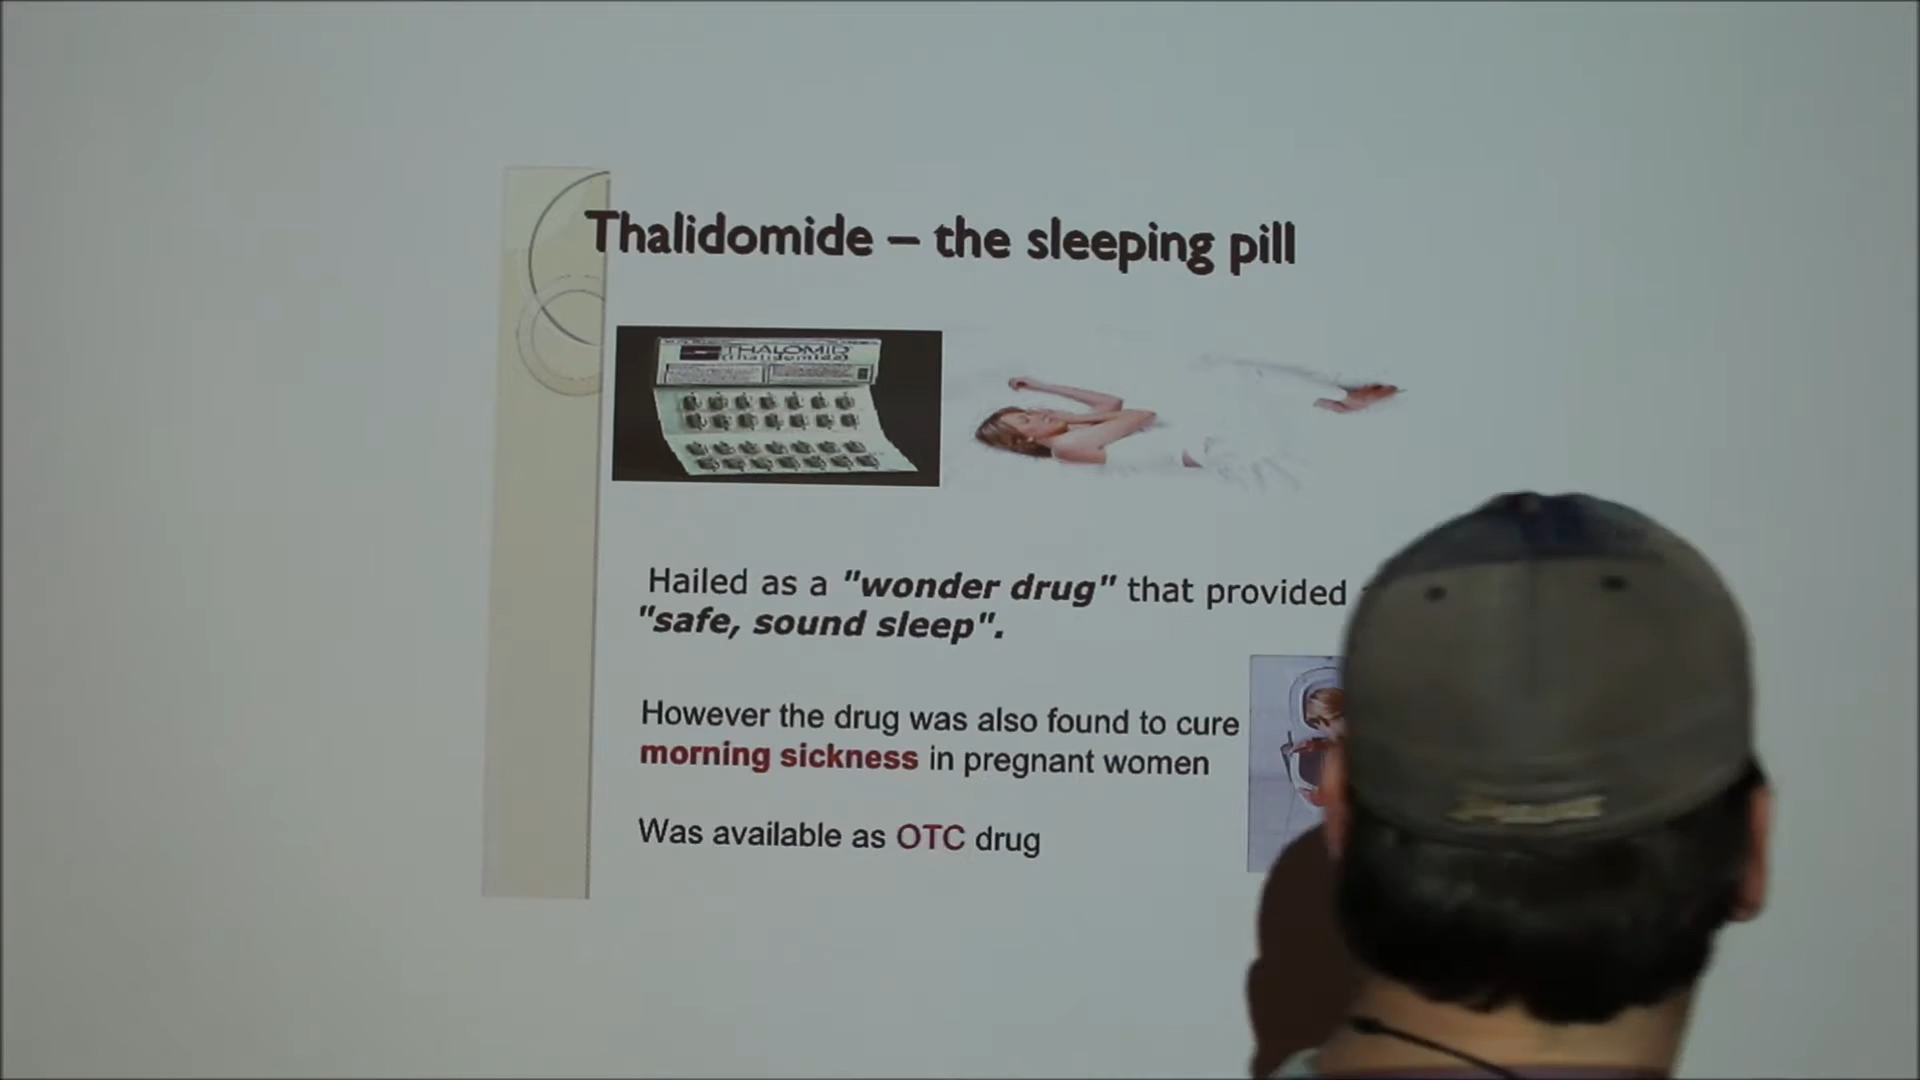 Thalidomide – the sleeping pill
THALOMID
(thalidomide)
Hailed as a "wonder drug" that provided
"safe, sound sleep".
However the drug was also found to cure
morning sickness in pregnant women
Was available as OTC drug